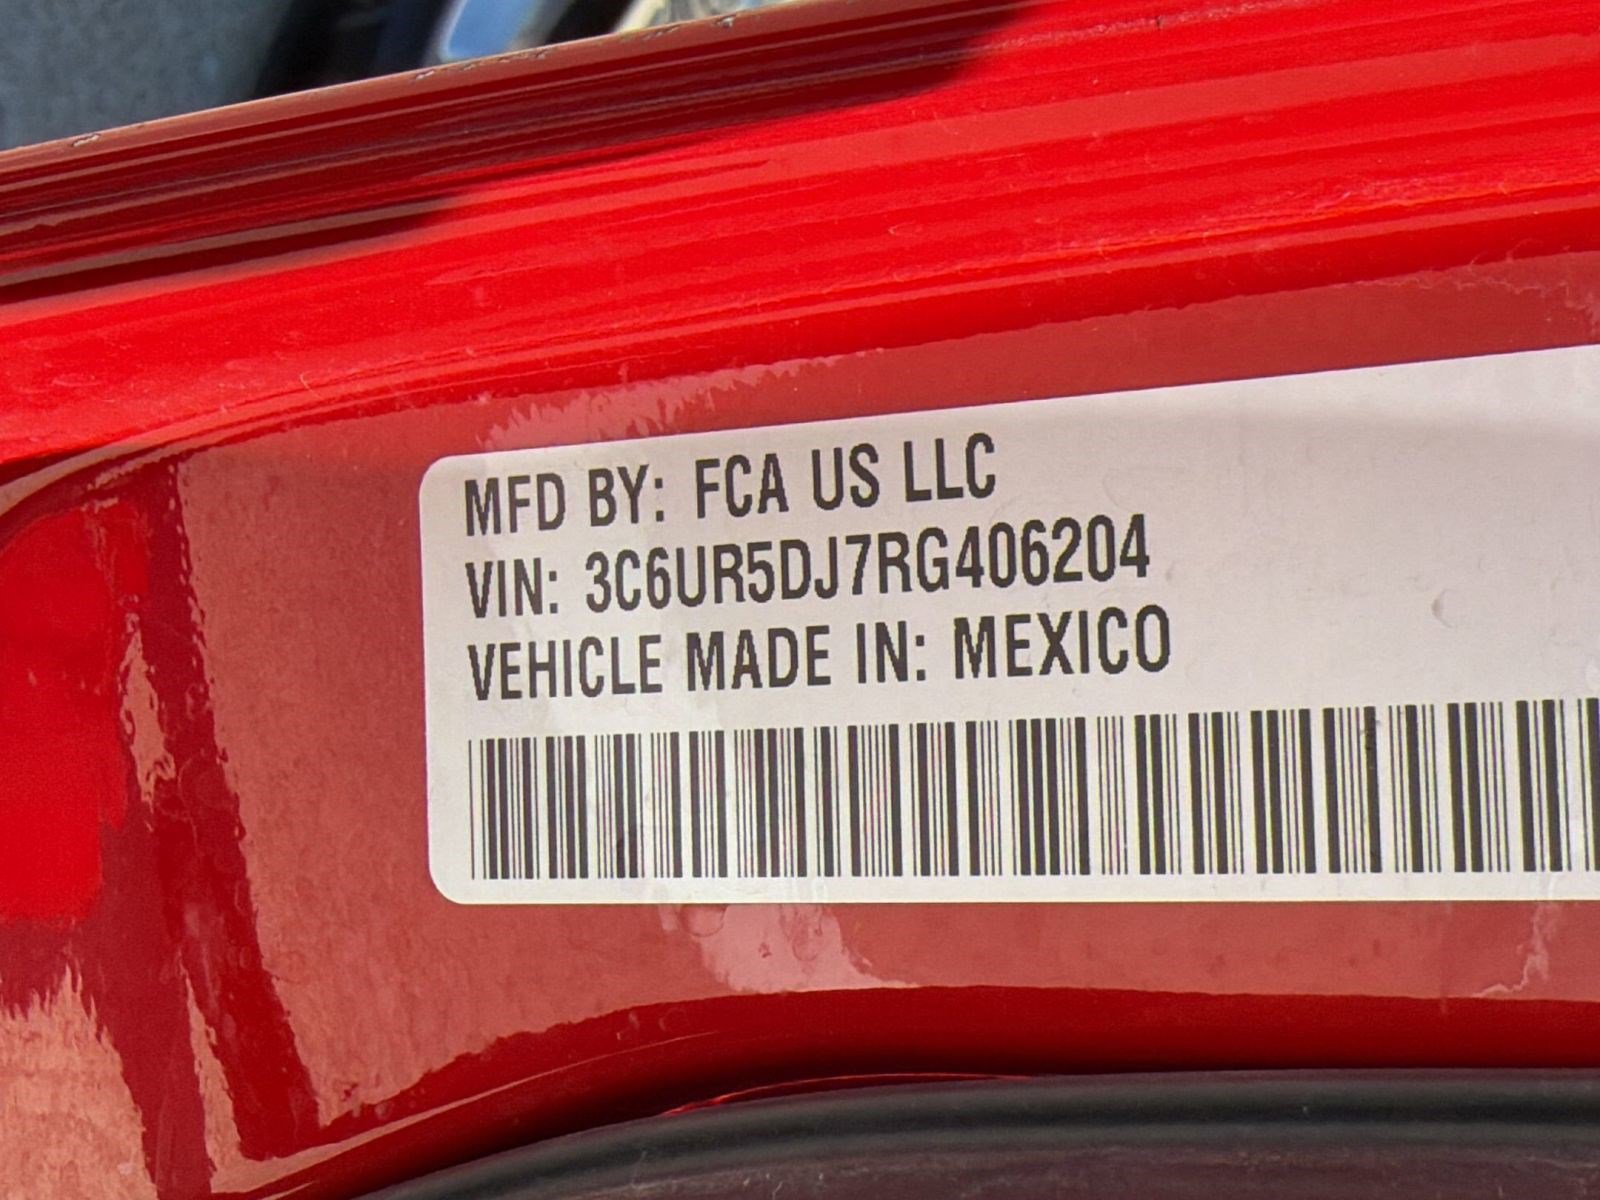 MFD BY: FCA US LLC
VIN: 3C6UR5DJ7RG406204
VEHICLE MADE IN: MEXICO